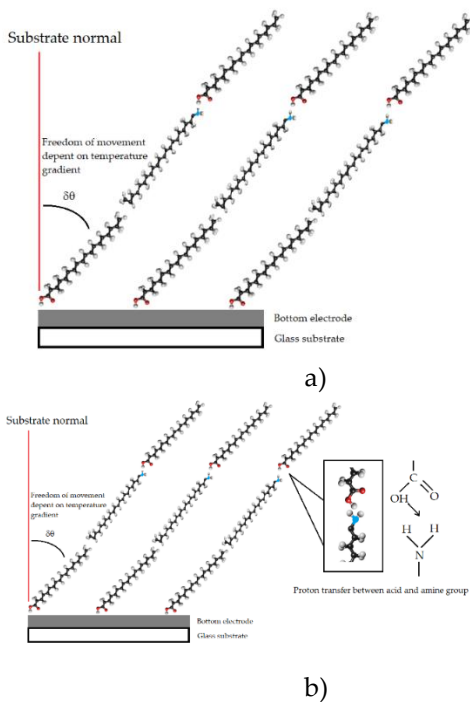 Substrate normal
Freedom of movement
depent on temperature
gradient
δθ
Bottom electrode
Glass substrate
a)
Substrate normal
Freedom of movement
depent on temperature
gradient
δθ
Bottom electrode
Glass substrate
C
OH
O
H
H
N
Proton transfer between acid and amine group
b)